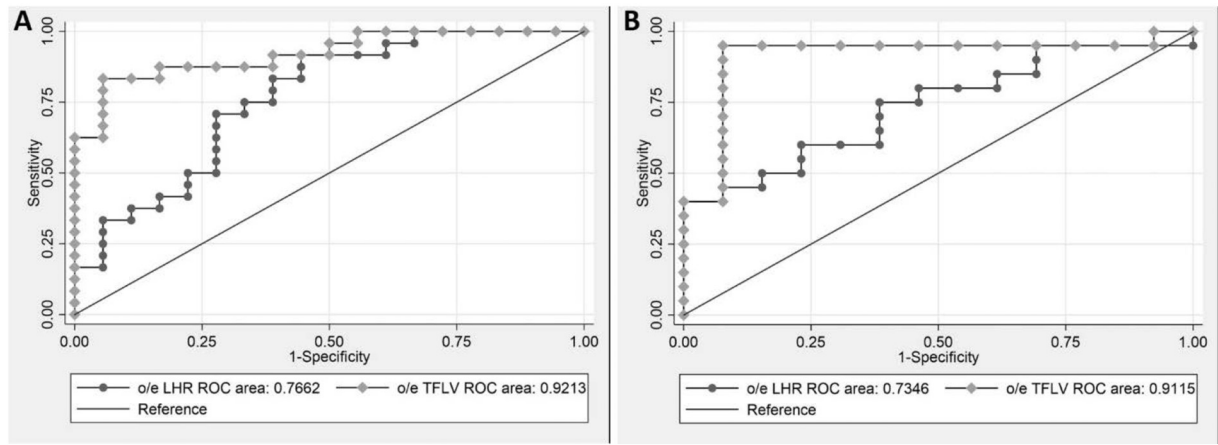 A
Sensitivity
1.00
0.75
0.50
0.25
0.00
0.00 0.25 0.50 0.75 1.00
1-Specificity
o/e LHR ROC area: 0.7662 o/e TFLV ROC area: 0.9213
Reference
B
Sensitivity
1.00
0.75
0.50
0.25
0.00
0.00 0.25 0.50 0.75 1.00
1-Specificity
o/e LHR ROC area: 0.7346 o/e TFLV ROC area: 0.9115
Reference